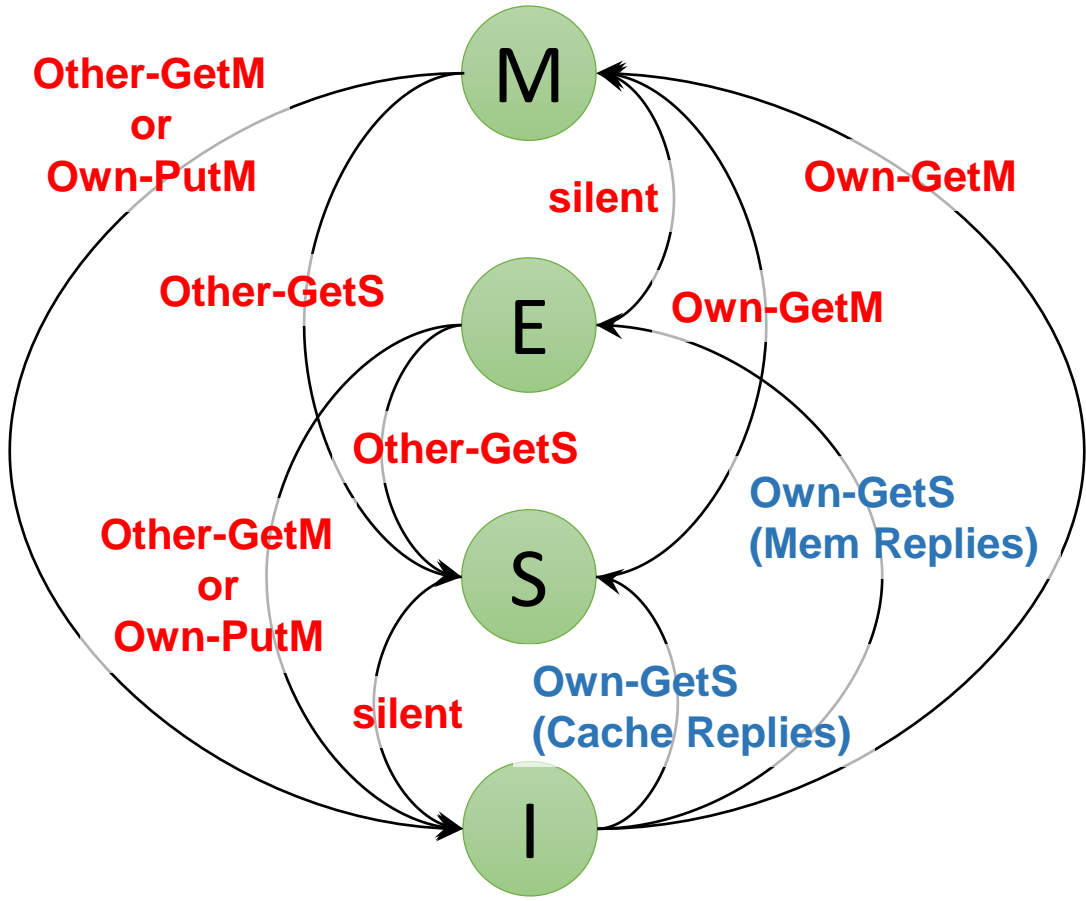 M
Other-GetM
or
Own-PutM
Own-GetM
silent
Other-GetS
Own-GetM
E
Other-GetS
Own-GetS
(Mem Replies)
Other-GetM
or
Own-PutM
S
Own-GetS
(Cache Replies)
silent
I